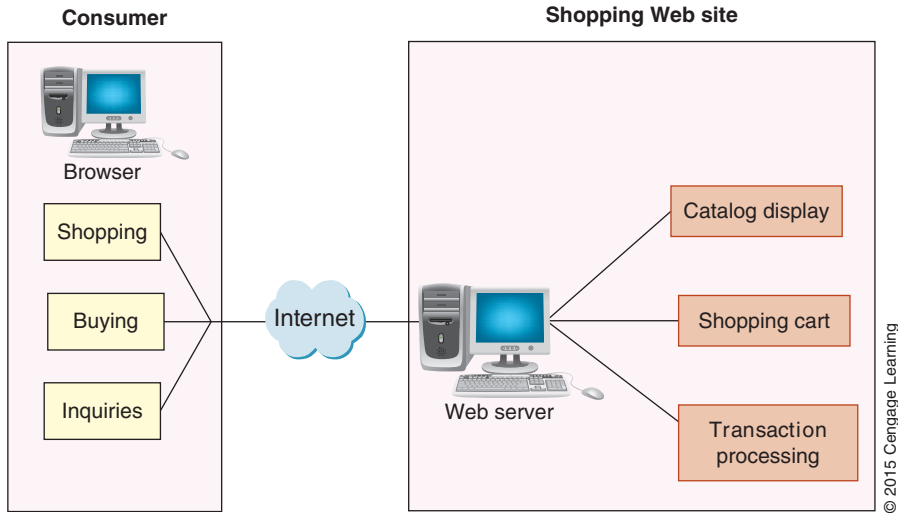 Consumer
Shopping Web site
Browser
Shopping
Buying
Inquiries
Internet
Web server
Catalog display
Shopping cart
Transaction
processing
© 2015 Cengage Learning